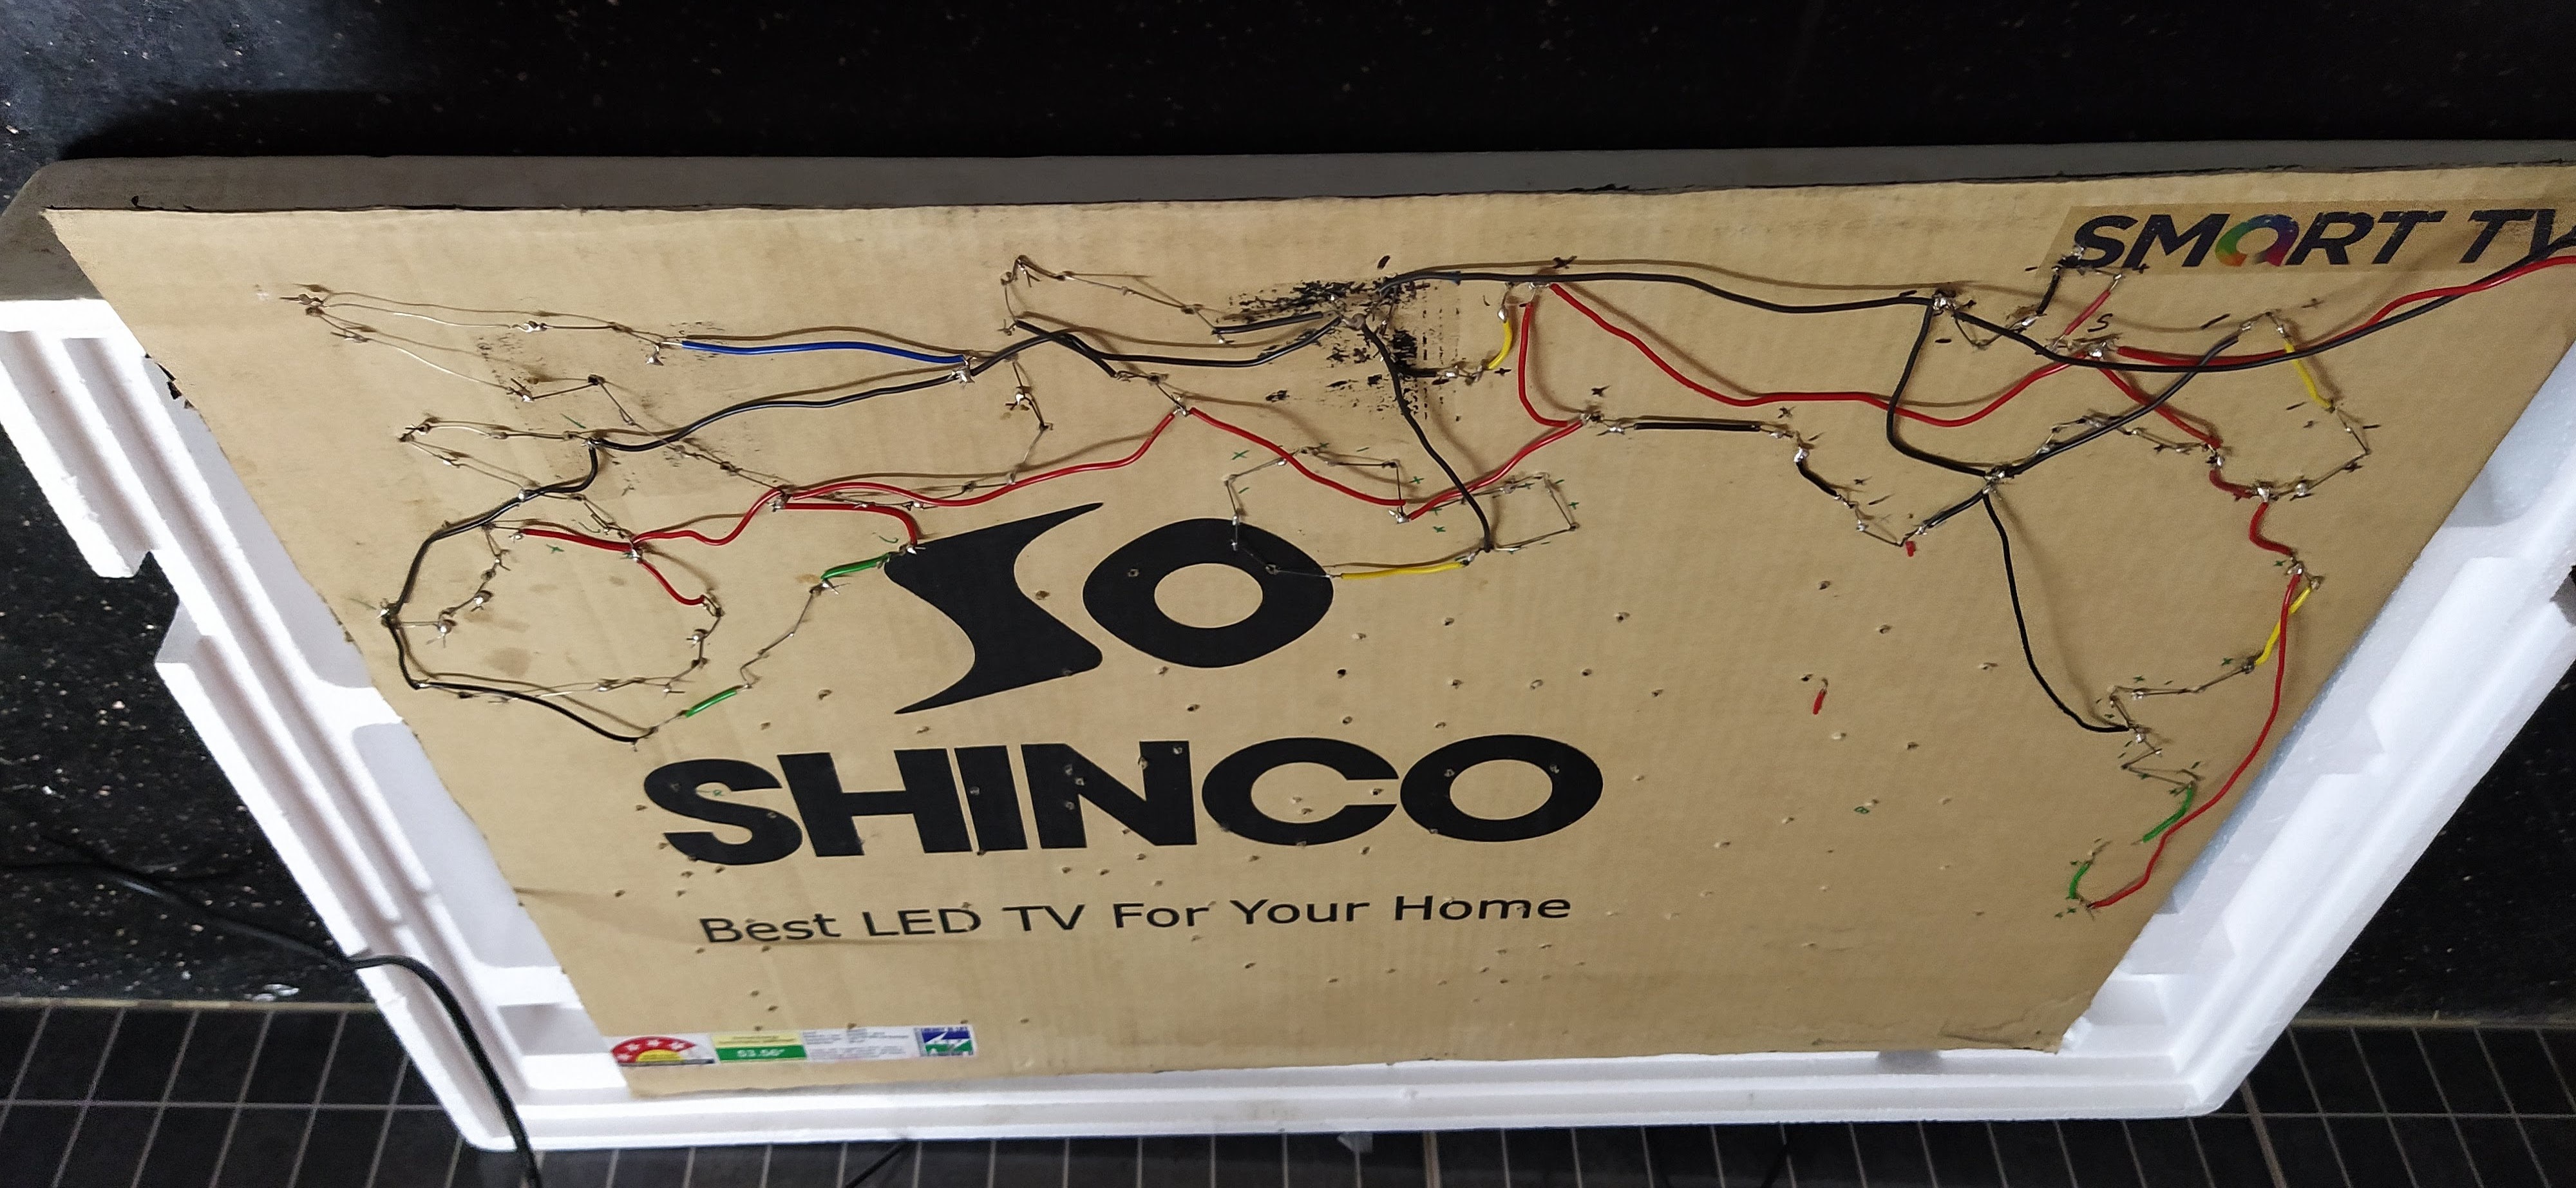 SMART TV
SHINCO
Best LED TV For Your Home